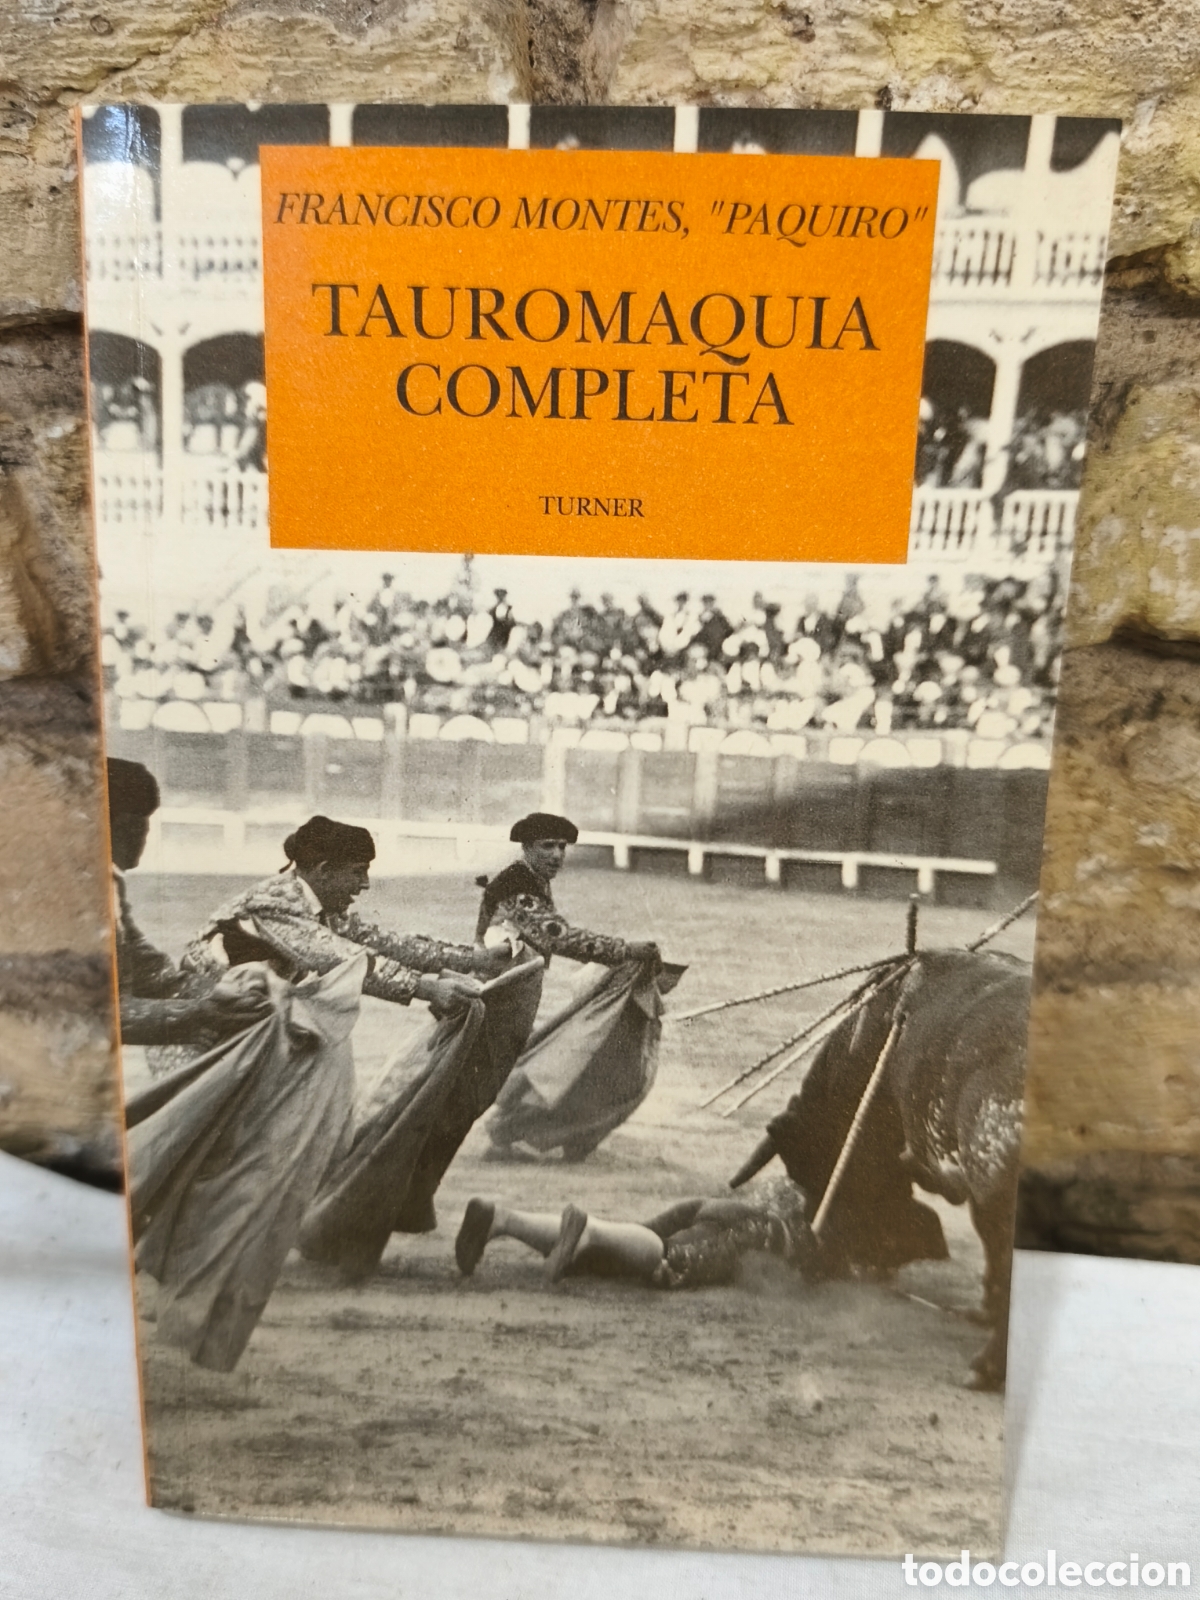 FRANCISCO MONTES, "PAQUIRO"
TAUROMAQUIA
COMPLETA
TURNER
todocoleccion